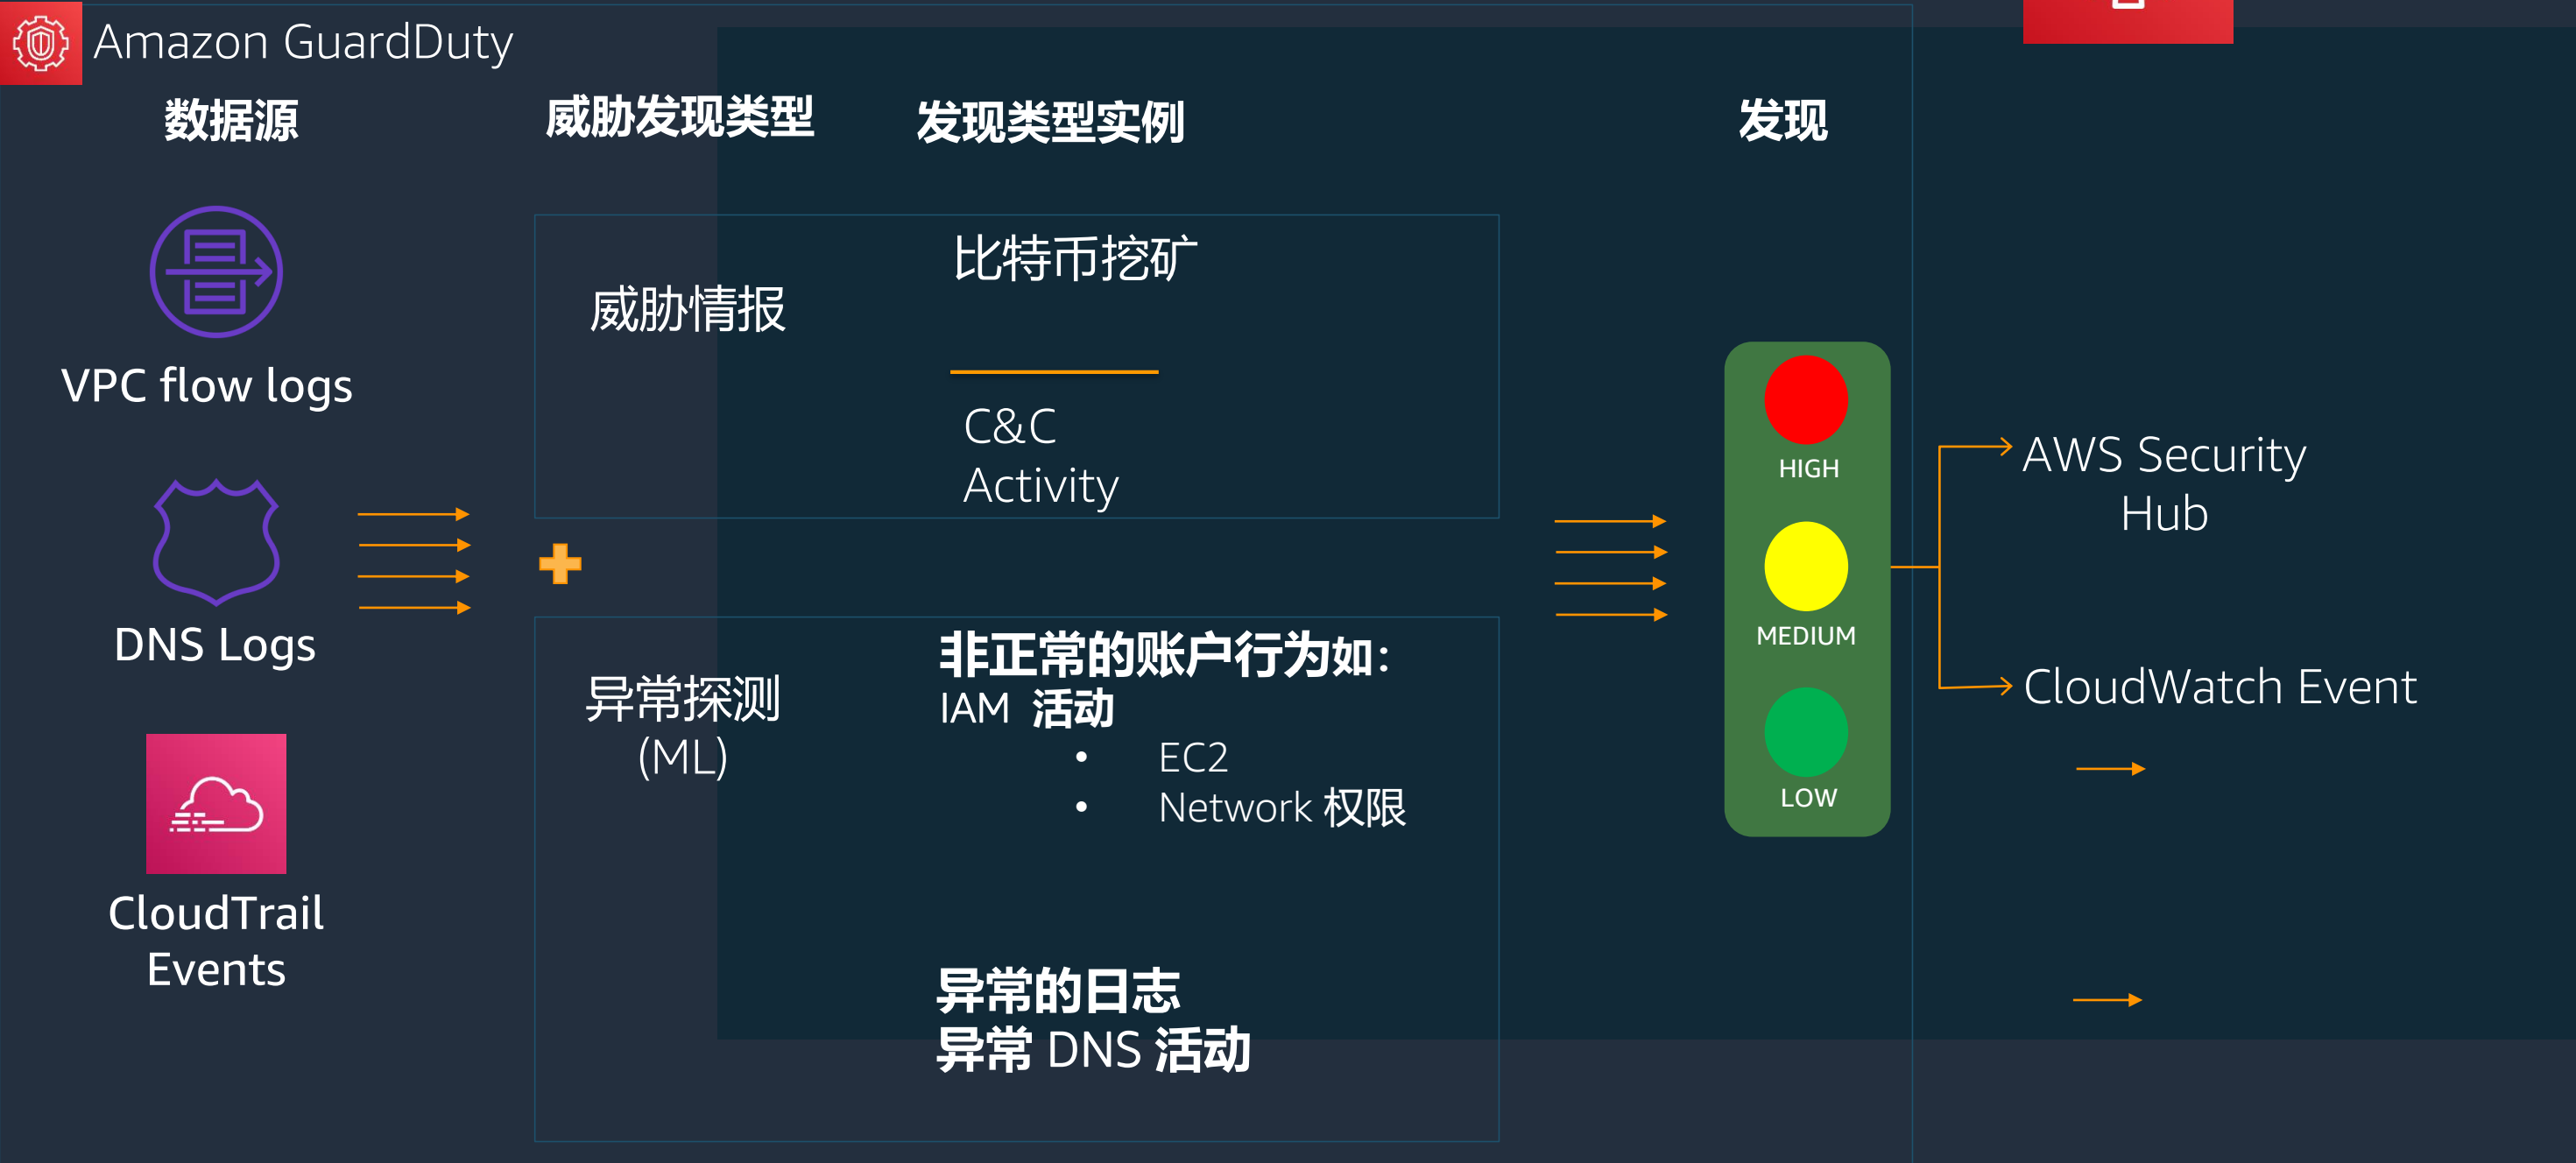 Amazon GuardDuty
数据源
威胁发现类型
发现类型实例
发现
VPC flow logs
DNS Logs
CloudTrail
Events
威胁情报
比特币挖矿
C&C
Activity
异常探测
(ML)
非正常的账户行为如:
IAM 活动
• EC2
• Network 权限
异常的日志
异常 DNS 活动
HIGH
MEDIUM
LOW
AWS Security
Hub
CloudWatch Event